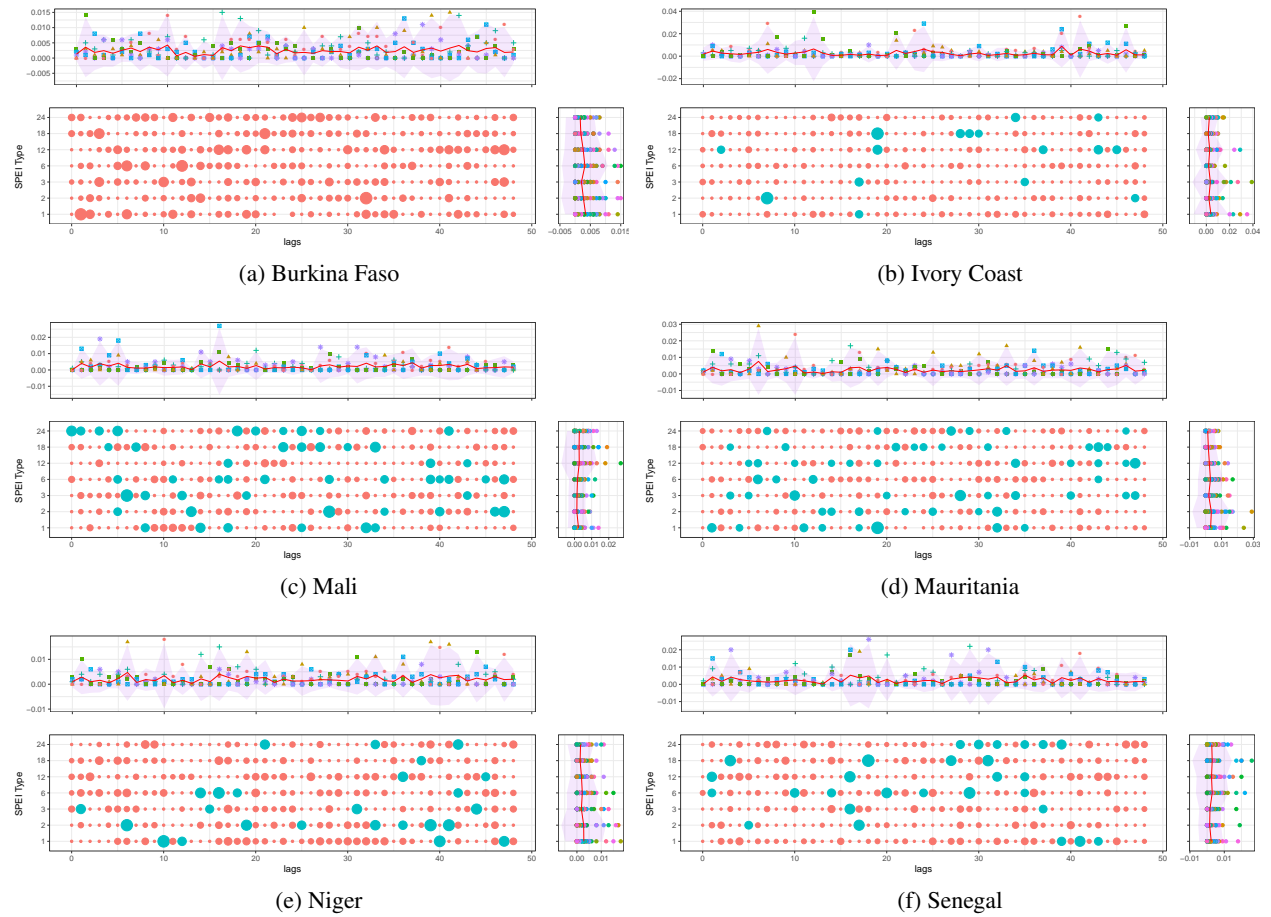 0.015
0.010
0.005
0.000
−0.005
24
18
12
6
3
2
1
SPEI Type
0 10 20 30 40 50
lags
−0.005 0.005 0.015
(a) Burkina Faso
0.04
0.02
0.00
−0.02
24
18
12
6
3
2
1
SPEI Type
0 10 20 30 40 50
lags
0.00 0.02 0.04
(b) Ivory Coast
0.02
0.01
0.00
−0.01
24
18
12
6
3
2
1
SPEI Type
0 10 20 30 40 50
lags
0.00 0.01 0.02
(c) Mali
0.03
0.02
0.01
0.00
−0.01
24
18
12
6
3
2
1
SPEI Type
0 10 20 30 40 50
lags
−0.01 0.01 0.03
(d) Mauritania
0.01
0.00
−0.01
24
18
12
6
3
2
1
SPEI Type
0 10 20 30 40 50
lags
0.00 0.01
(e) Niger
0.02
0.01
0.00
−0.01
24
18
12
6
3
2
1
SPEI Type
0 10 20 30 40 50
lags
−0.01 0.01
(f) Senegal